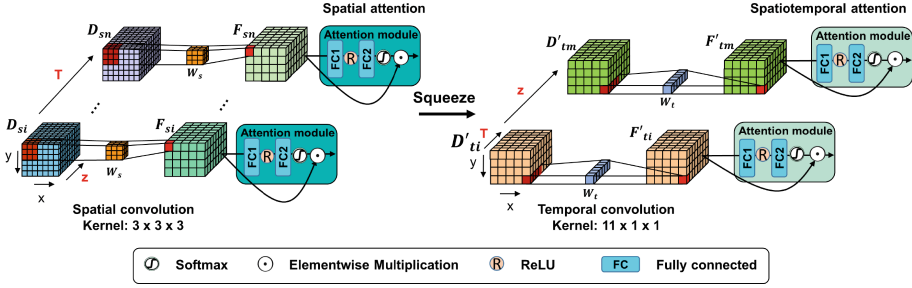 Spatial attention
Spatiotemporal attention
D_sn
F_sn
Attention module
FC1 R FC2
W_s
T
...
...
D_si
F_si
Attention module
FC1 R FC2
W_s
y
x
z
Spatial convolution
Kernel: 3 x 3 x 3
Squeeze
D'_tm
F'_tm
Attention module
FC1 R FC2
W_t
z
T
D'_ti
F'_ti
Attention module
FC1 R FC2
W_t
y
x
Temporal convolution
Kernel: 11 x 1 x 1
Softmax
Elementwise Multiplication
R ReLU
FC Fully connected